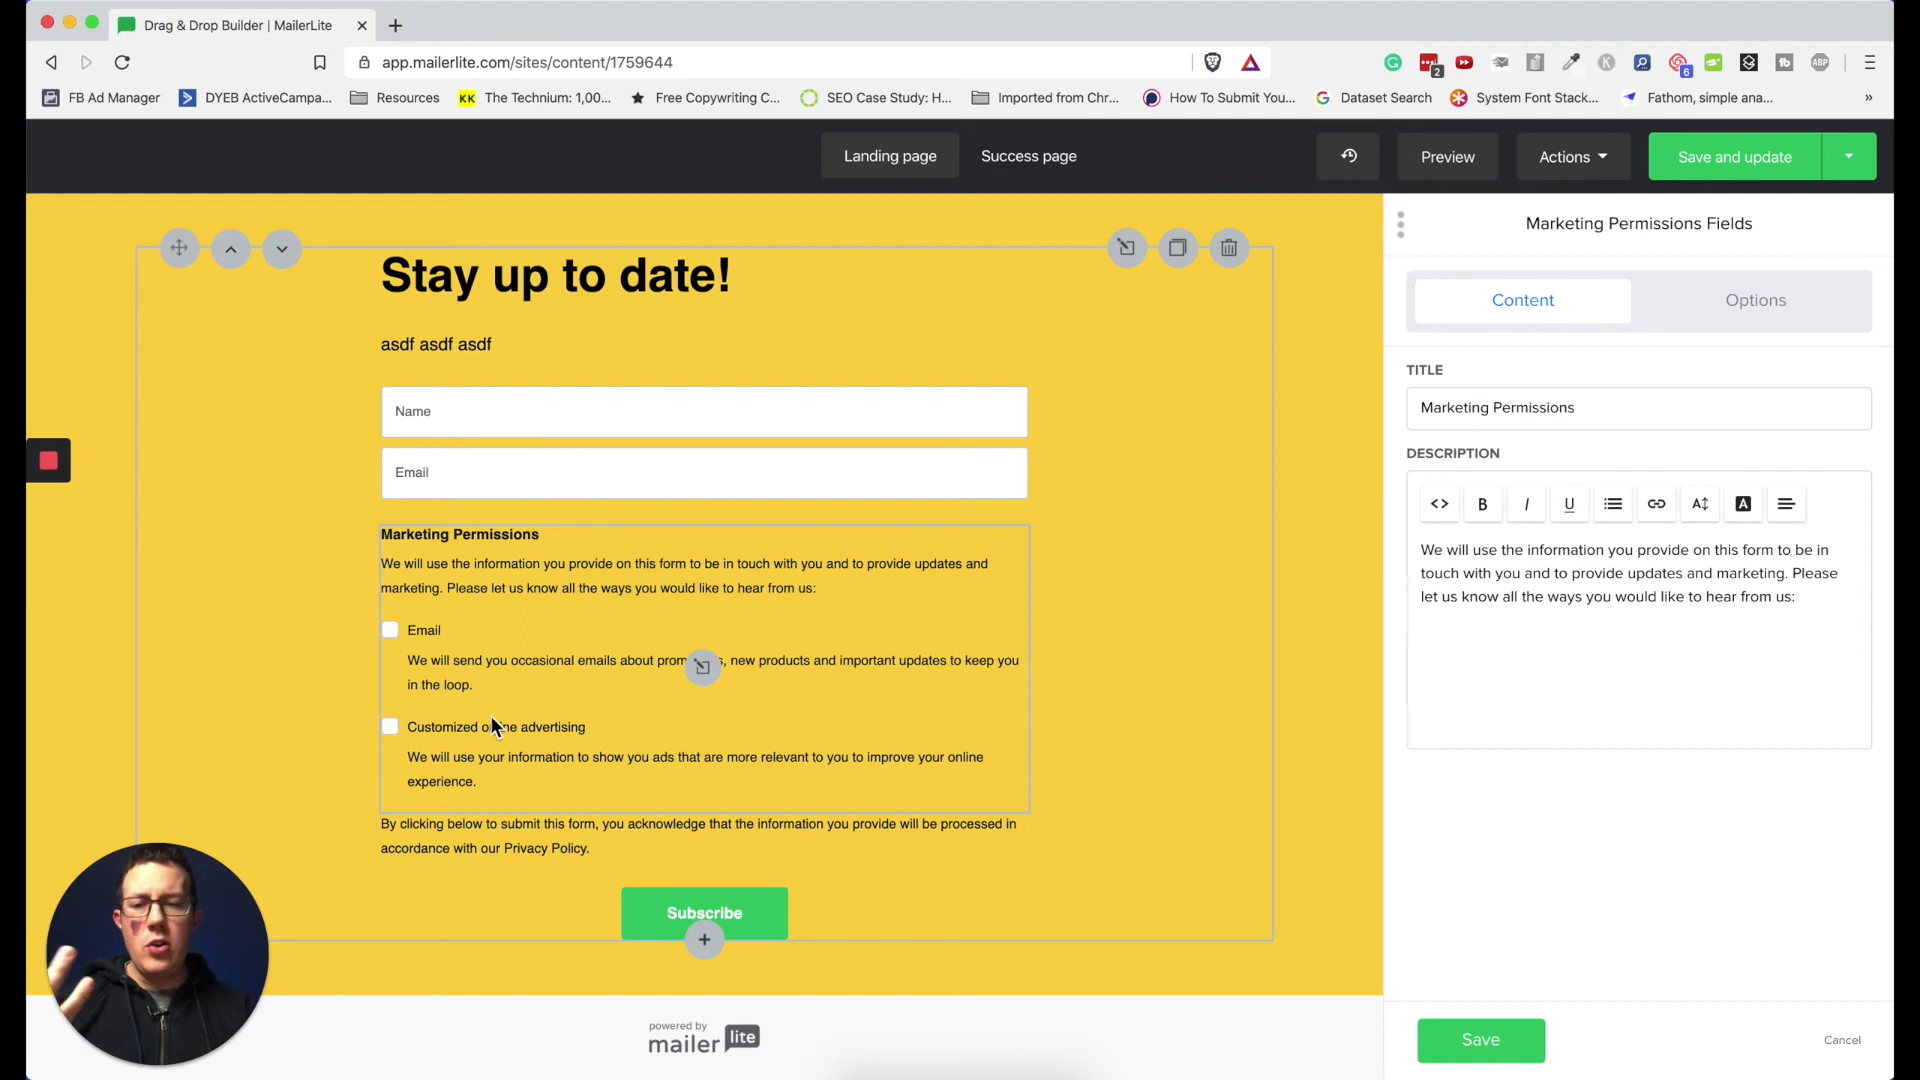 Drag & Drop Builder | MailerLite
app.mailerlite.com/sites/content/1759644
2
6
ABP
FB Ad Manager
DYEB ActiveCampa...
Resources
KK The Technium: 1,00...
Free Copywriting C...
SEO Case Study: H...
Imported from Chr...
How To Submit You...
Dataset Search
System Font Stack...
Fathom, simple ana...
»
Landing page
Success page
Preview
Actions
Save and update
Stay up to date!
asdf asdf asdf
Name
Email
Marketing Permissions
We will use the information you provide on this form to be in touch with you and to provide updates and
marketing. Please let us know all the ways you would like to hear from us:
Email
We will send you occasional emails about prom s, new products and important updates to keep you
in the loop.
Customized online advertising
We will use your information to show you ads that are more relevant to you to improve your online
experience.
By clicking below to submit this form, you acknowledge that the information you provide will be processed in
accordance with our Privacy Policy.
Subscribe
powered by
mailer lite
Marketing Permissions Fields
Content
Options
TITLE
Marketing Permissions
DESCRIPTION
<> B I U A A
We will use the information you provide on this form to be in
touch with you and to provide updates and marketing. Please
let us know all the ways you would like to hear from us:
Save
Cancel